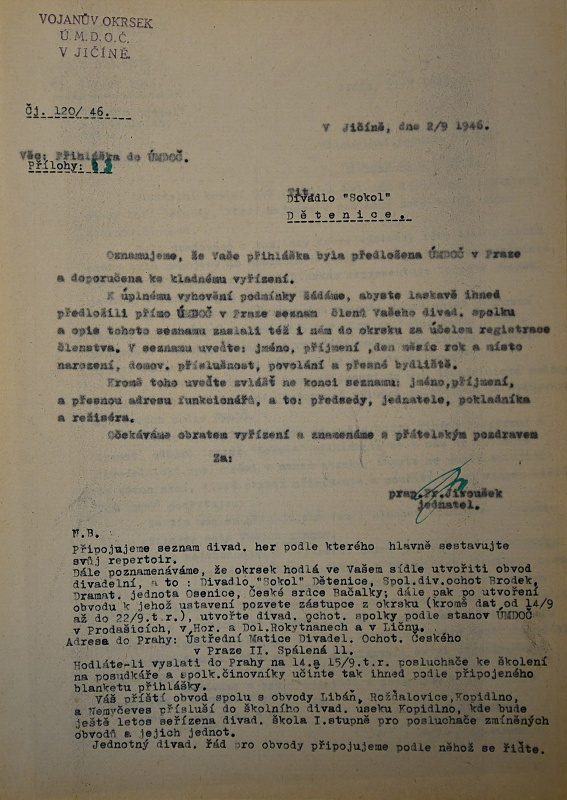 VOJANŮV OKRSEK
Ú.M.D.O.Č.
V JIČÍNĚ.
Čj. 120/ 46.
V Jičíně, dne 2/9 1946.
Věc: Přihláška do ÚMDOČ.
Přílohy:
Tit.
Divadlo "Sokol"
Dětenice.
Oznamujeme, že Vaše přihláška byla předložena ÚMDOČ v Praze
a doporučena ke kladnému vyřízení.
K úplnému vyhovění podmínky žádáme, abyste laskavě ihned
předložili přímo ÚMDOČ v Praze seznam členů Vašeho divad. spolku
a opis tohoto seznamu zaslali též i nám do okrsku za účelem registrace
členstva. V seznamu uveďte: jméno, příjmení ,den měsíc rok a místo
narození, domov. příslušnost, povolání a přesné bydliště.
Kromě toho uveďte zvlášť na konci seznamu: jméno,příjmení,
a přesnou adresu funkcionářů, a to: předsedy, jednatele, pokladníka
a režiséra.
Očekáváme obratem vyřízení a znamenáme s přátelským pozdravem
Za:
prap.Fr.Jiroušek
jednatel.
N.B.
Připojujeme seznam divad. her podle kterého hlavně sestavujte
svůj repertoir.
Dále poznamenáváme, že okrsek hodlá ve Vašem sídle utvořiti obvod
divadelní, a to : Divadlo "Sokol" Dětenice, Spol.div.ochot Brodek,
Dramat. jednota Osenice, České srdce Bačalky; dále pak po utvoření
obvodu k jehož ustavení pozvete zástupce z okrsku (kromě dat od 14/9
až do 22/9 t.r.), utvořte divad. ochot. spolky podle stanov ÚMDOČ
v Prodašicích, v Hor. a Dol.Rokytnanech a v Ličnu.
Adresa do Prahy: Ústřední Matice Divadel. Ochot. Českého
v Praze II. Spálená 11.
Hodláte-li vyslati do Prahy na 14.a 15/9.t.r. posluchače ke školení
na posudkáře a spolk.činovníky učinte tak ihned podle připojeného
blanketu přihlášky.
Váš příští obvod spolu s obvody Libáň, Rožďalovice,Kopidlno,
a Nemyčeves přísluší do školního divad. useku Kopidlno, kde bude
ještě letos seřízena divad. škola I.stupně pro posluchače zmíněných
obvodů a jejich jednot.
Jednotný divad. řád pro obvody připojujeme podle něhož se řiďte.